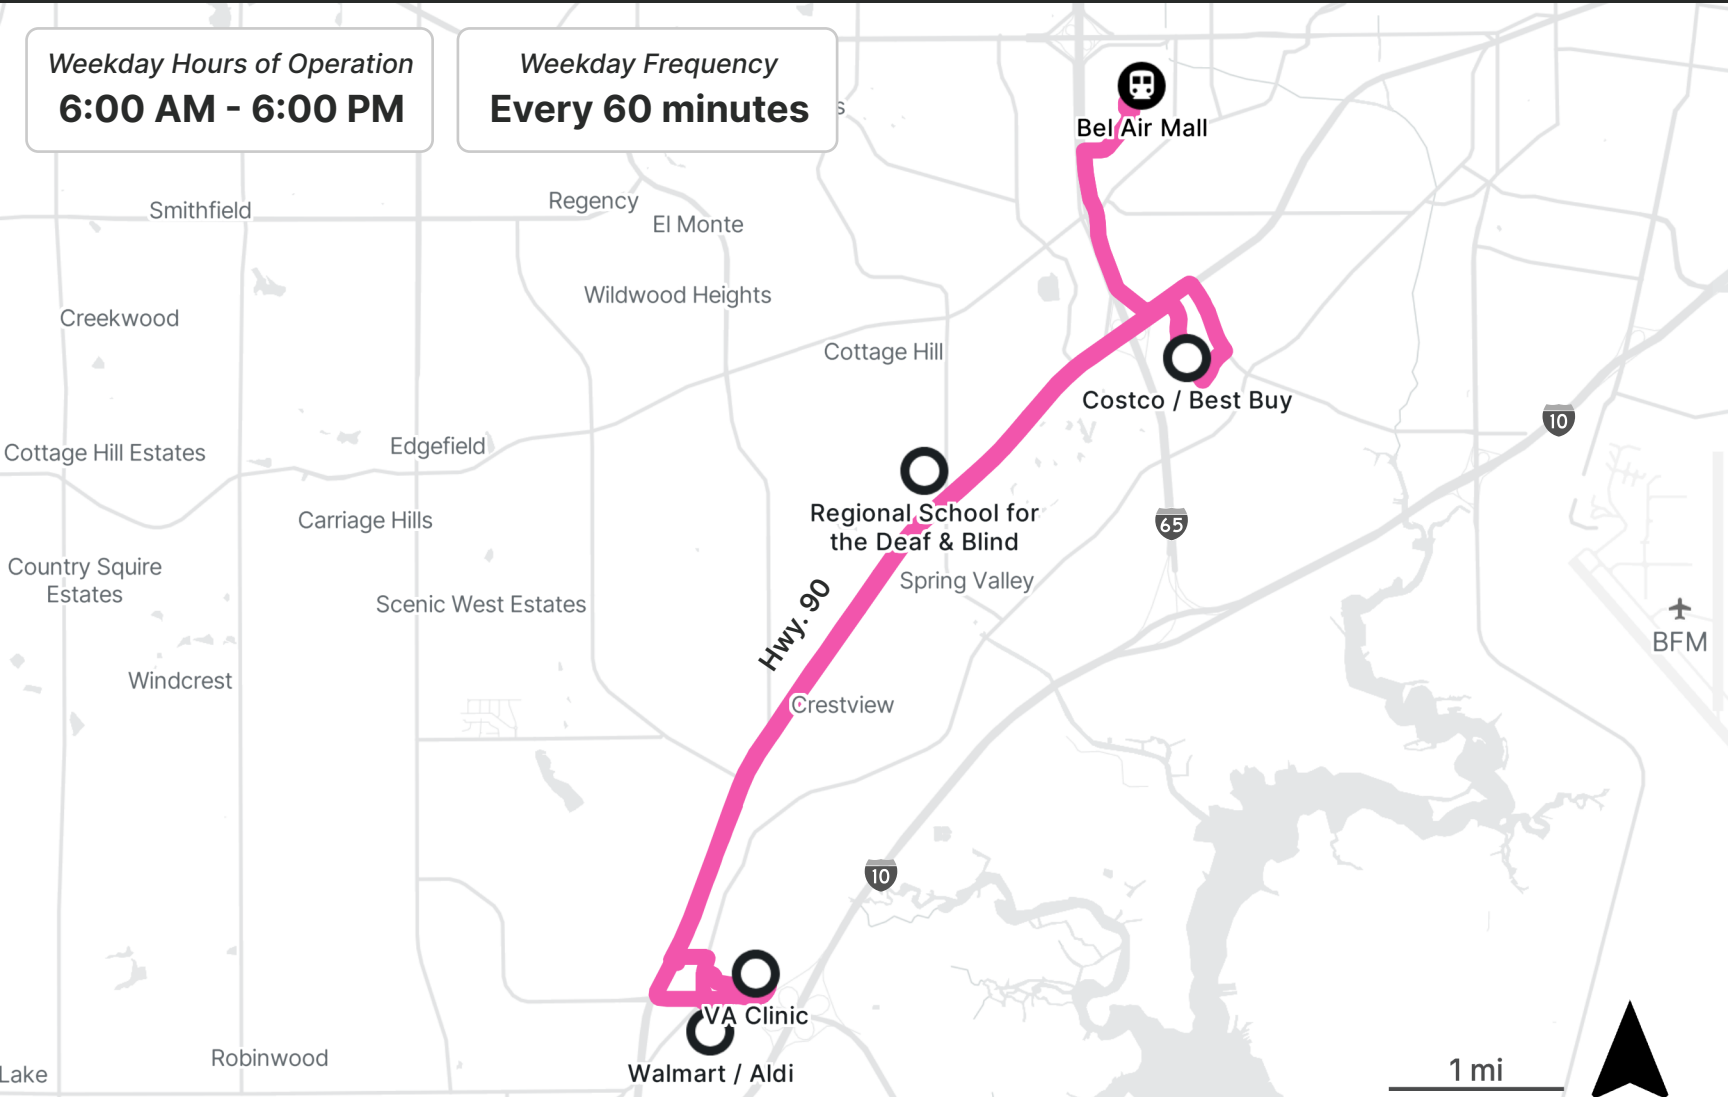 Weekday Hours of Operation
6:00 AM - 6:00 PM
Weekday Frequency
Every 60 minutes
s
Bel Air Mall
Smithfield
Regency
El Monte
Wildwood Heights
Creekwood
Cottage Hill
Costco / Best Buy
10
Cottage Hill Estates
Edgefield
Carriage Hills
Regional School for
the Deaf & Blind
65
Country Squire
Estates
Scenic West Estates
Spring Valley
Hwy. 90
BFM
Windcrest
Crestview
10
VA Clinic
Walmart / Aldi
Robinwood
Lake
1 mi